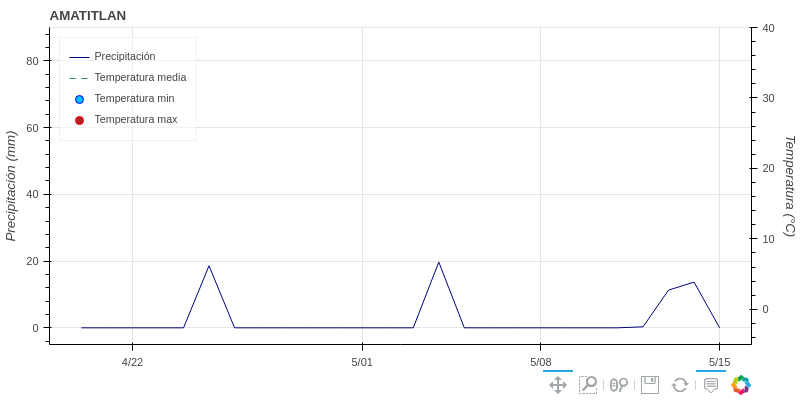 AMATITLAN
Precipitación
Temperatura media
Temperatura min
Temperatura max
Precipitación (mm)
80
60
40
20
0
Temperatura (°C)
40
30
20
10
0
4/22
5/01
5/08
5/15